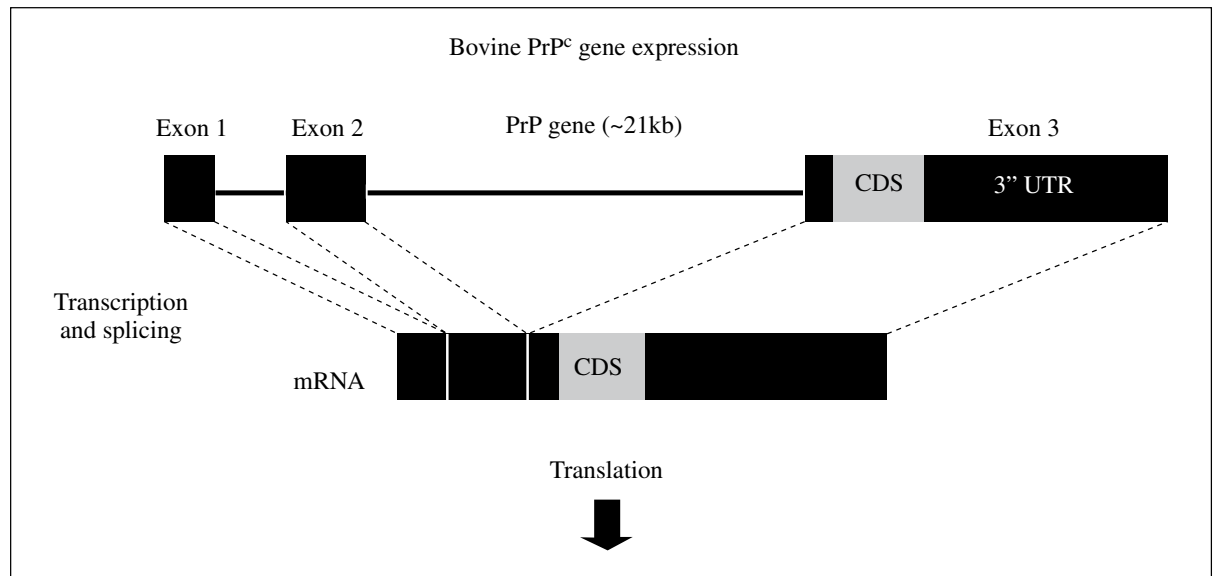 Bovine PrPᶜ gene expression
Exon 1
Exon 2
PrP gene (~21kb)
Exon 3
CDS
3” UTR
Transcription
and splicing
mRNA
CDS
Translation